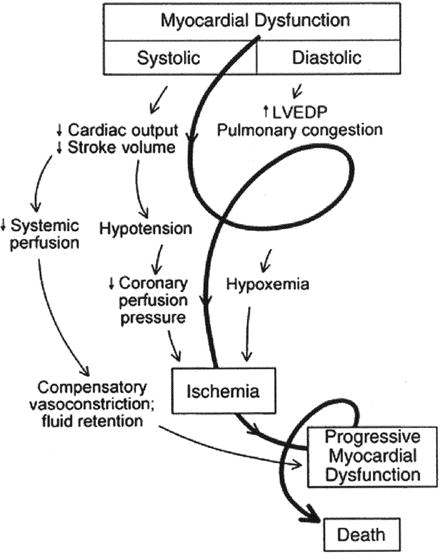 Myocardial Dysfunction
Systolic
Diastolic
↓ Cardiac output
↓ Stroke volume
↑ LVEDP
Pulmonary congestion
↓ Systemic
perfusion
Hypotension
↓ Coronary
perfusion
pressure
Hypoxemia
Ischemia
Compensatory
vasoconstriction;
fluid retention
Progressive
Myocardial
Dysfunction
Death